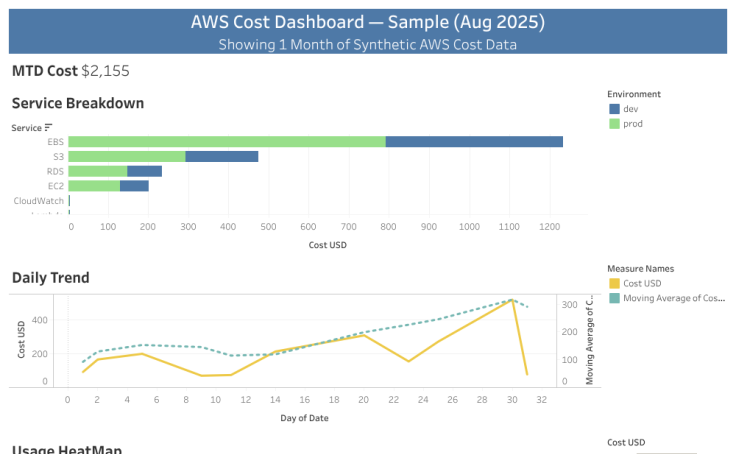 AWS Cost Dashboard — Sample (Aug 2025)
Showing 1 Month of Synthetic AWS Cost Data
MTD Cost $2,155
Service Breakdown
Environment
dev
prod
Service
EBS
S3
RDS
EC2
CloudWatch
0 100 200 300 400 500 600 700 800 900 1000 1100 1200
Cost USD
Daily Trend
Measure Names
Cost USD
Moving Average of Cos...
Cost USD
400
200
0
300
200
100
0
Moving Average of C...
0 2 4 6 8 10 12 14 16 18 20 22 24 26 28 30 32
Day of Date
Usage HeatMap
Cost USD